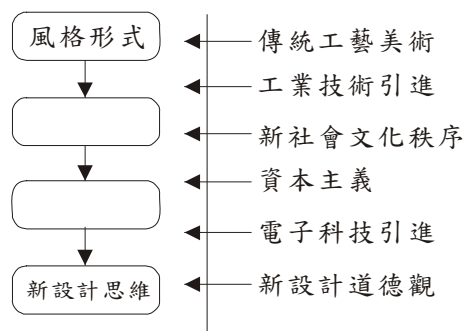 風格形式
傳統工藝美術
工業技術引進
新社會文化秩序
資本主義
電子科技引進
新設計思維
新設計道德觀